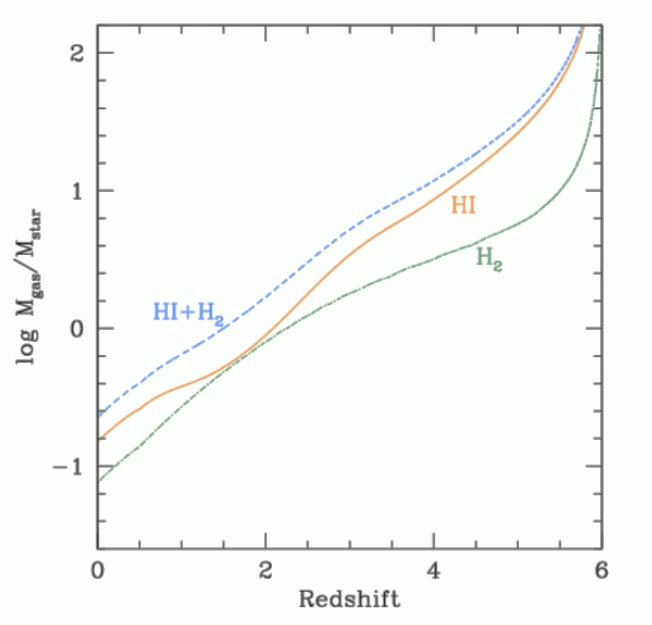 2
1
0
−1
log M_gas/M_star
HI+H₂
HI
H₂
0 2 4 6
Redshift